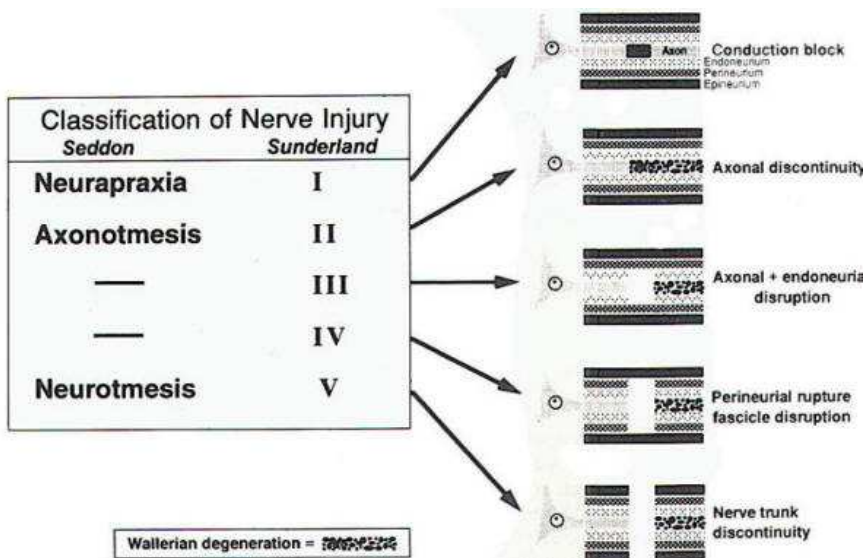 Classification of Nerve Injury
Seddon Sunderland
Neurapraxia I
Axonotmesis II
— III
— IV
Neurotmesis V
Wallerian degeneration =
Axon
Conduction block
Endoneurium
Perineurium
Epineurium
Axonal discontinuity
Axonal + endoneuria
disruption
Perineurial rupture
fascicle disruption
Nerve trunk
discontinuity